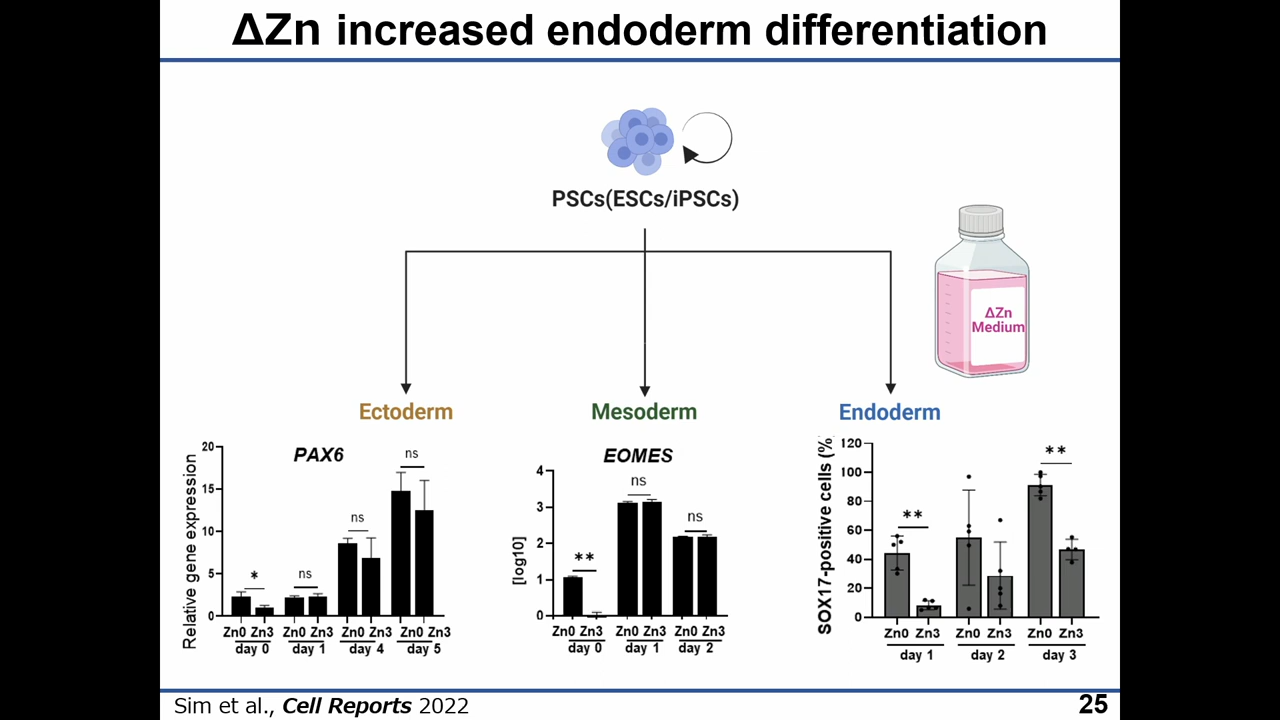 ΔZn increased endoderm differentiation
PSCs(ESCs/iPSCs)
ΔZn
Medium
Ectoderm
Mesoderm
Endoderm
PAX6
Relative gene expression
20
15
10
5
0
*
ns
ns
ns
Zn0 Zn3 Zn0 Zn3 Zn0 Zn3 Zn0 Zn3
day 0 day 1 day 4 day 5
EOMES
[log10]
4
3
2
1
0
**
ns
ns
Zn0 Zn3 Zn0 Zn3 Zn0 Zn3
day 0 day 1 day 2
SOX17-positive cells (%
120
100
80
60
40
20
0
**
**
Zn0 Zn3 Zn0 Zn3 Zn0 Zn3
day 1 day 2 day 3
Sim et al., Cell Reports 2022
25